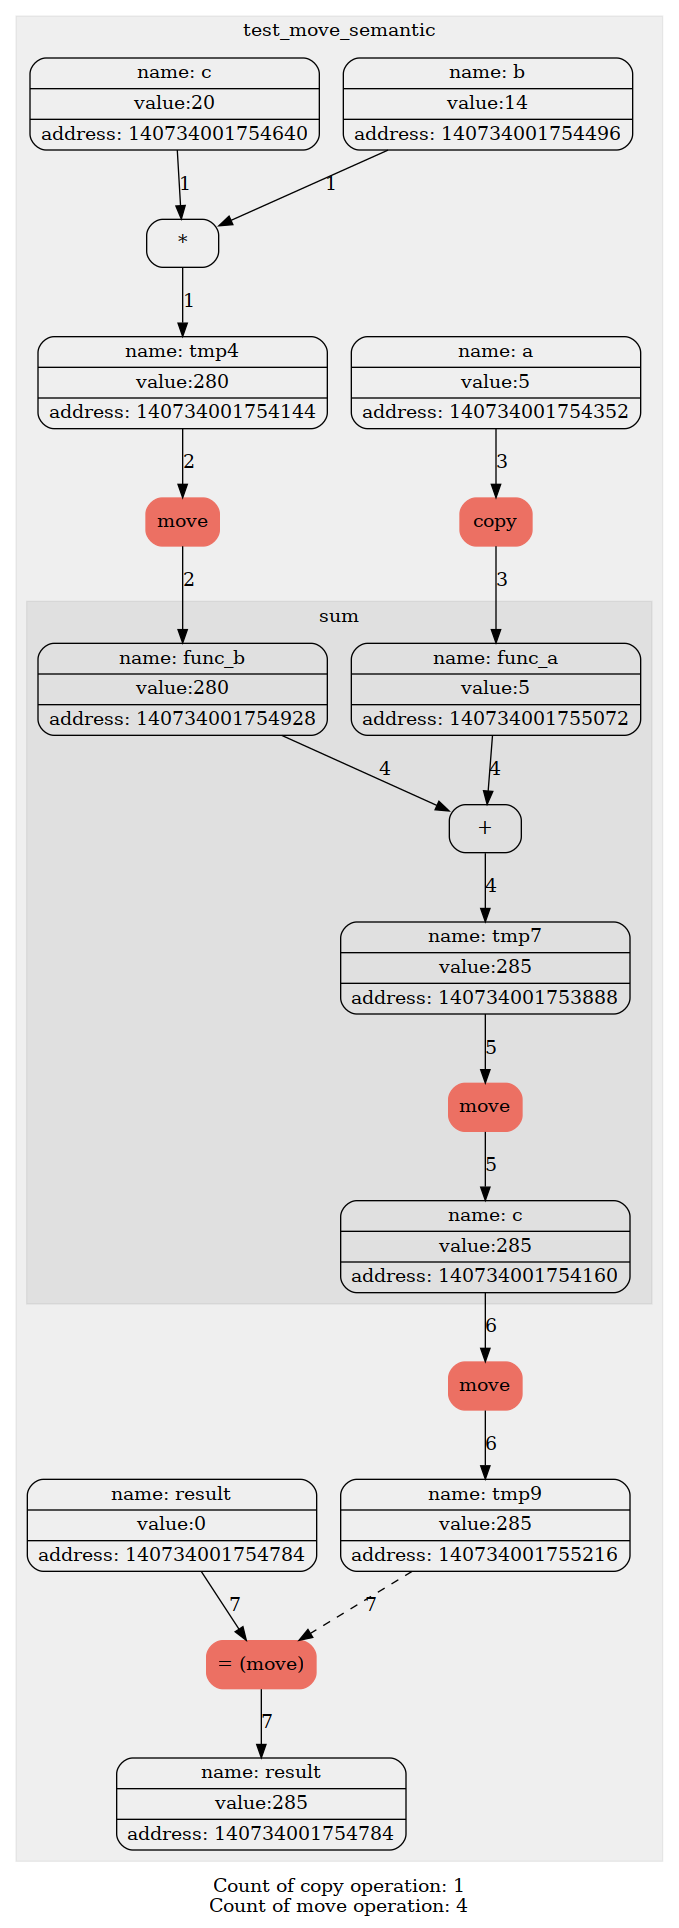 test_move_semantic
name: c
value:20
address: 140734001754640
name: b
value:14
address: 140734001754496
1
1
*
1
name: tmp4
value:280
address: 140734001754144
name: a
value:5
address: 140734001754352
2
3
move
copy
2
3
sum
name: func_b
value:280
address: 140734001754928
name: func_a
value:5
address: 140734001755072
4
4
+
4
name: tmp7
value:285
address: 140734001753888
5
move
5
name: c
value:285
address: 140734001754160
6
move
6
name: result
value:0
address: 140734001754784
name: tmp9
value:285
address: 140734001755216
7
7
= (move)
7
name: result
value:285
address: 140734001754784
Count of copy operation: 1
Count of move operation: 4